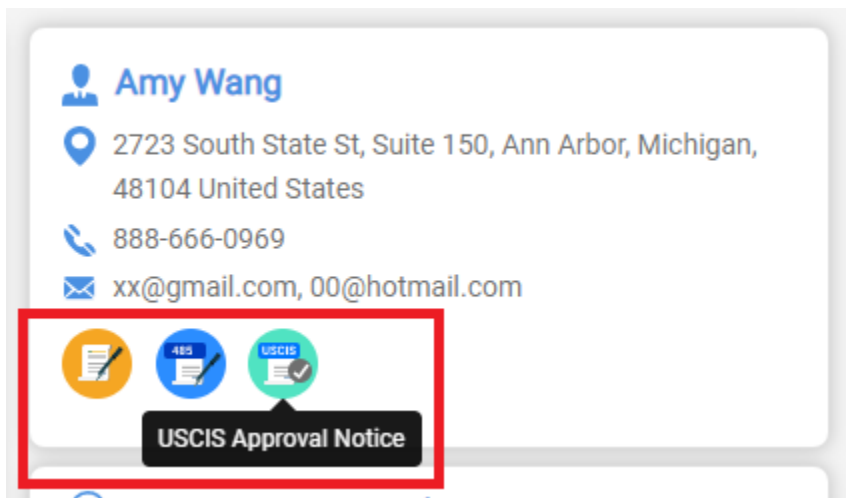 Amy Wang
2723 South State St, Suite 150, Ann Arbor, Michigan,
48104 United States
888-666-0969
xx@gmail.com, 00@hotmail.com
485
USCIS
USCIS Approval Notice